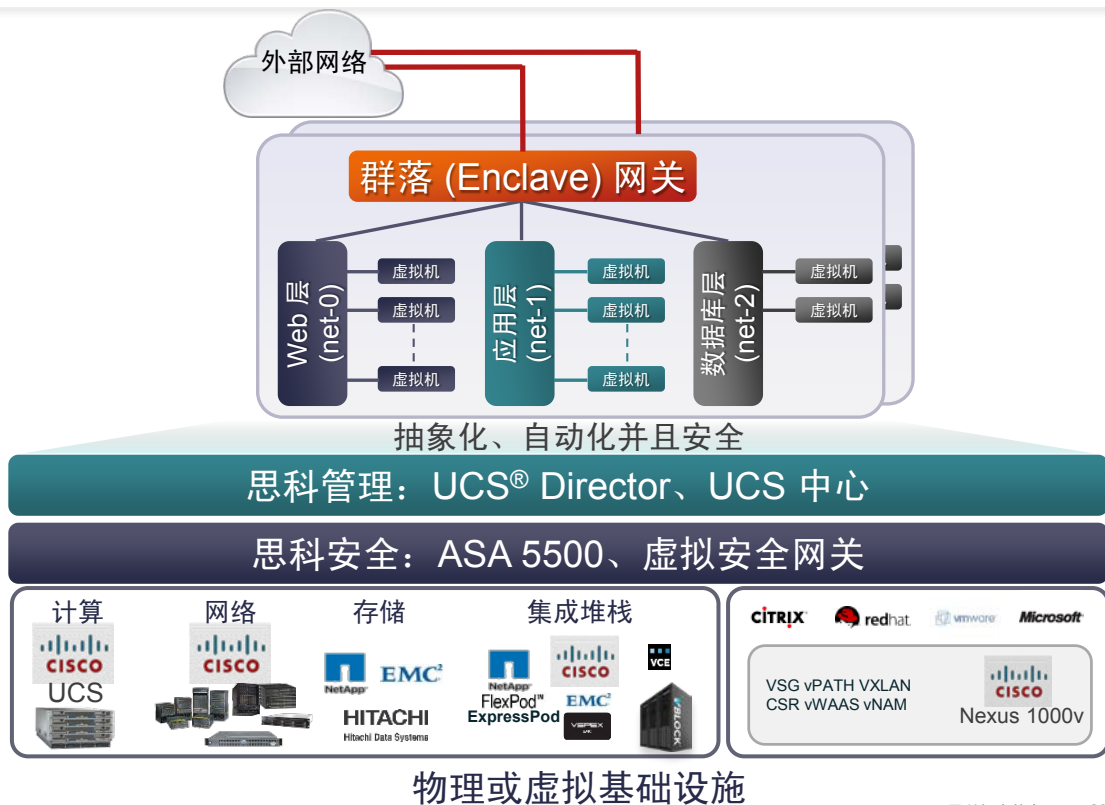 外部网络
群落 (Enclave) 网关
Web 层
(net-0)
虚拟机
虚拟机
虚拟机
应用层
(net-1)
虚拟机
虚拟机
虚拟机
数据库层
(net-2)
虚拟机
虚拟机
抽象化、自动化并且安全
思科管理：UCS® Director、UCS 中心
思科安全：ASA 5500、虚拟安全网关
计算
CISCO
UCS
网络
CISCO
存储
NetApp
EMC²
HITACHI
Hitachi Data Systems
集成堆栈
NetApp
FlexPod™
ExpressPod
CISCO
EMC²
VSPEX
VCE
VBLOCK
CITRIX
redhat.
vmware
Microsoft
VSG vPATH VXLAN
CSR vWAAS vNAM
CISCO
Nexus 1000v
物理或虚拟基础设施